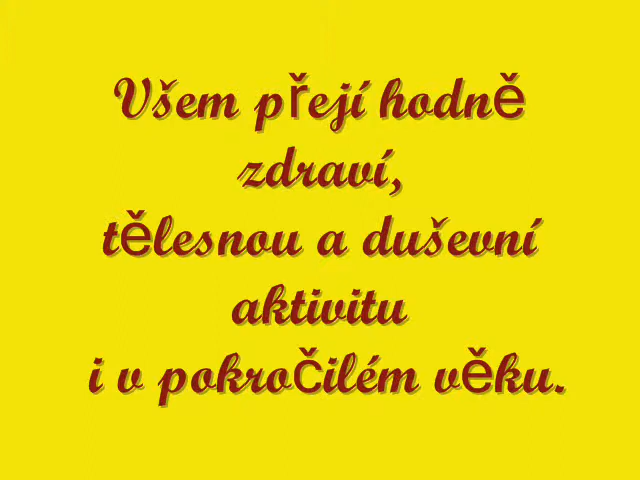 Všem přejí hodně
zdraví,
tělesnou a duševní
aktivitu
i v pokročilém věku.